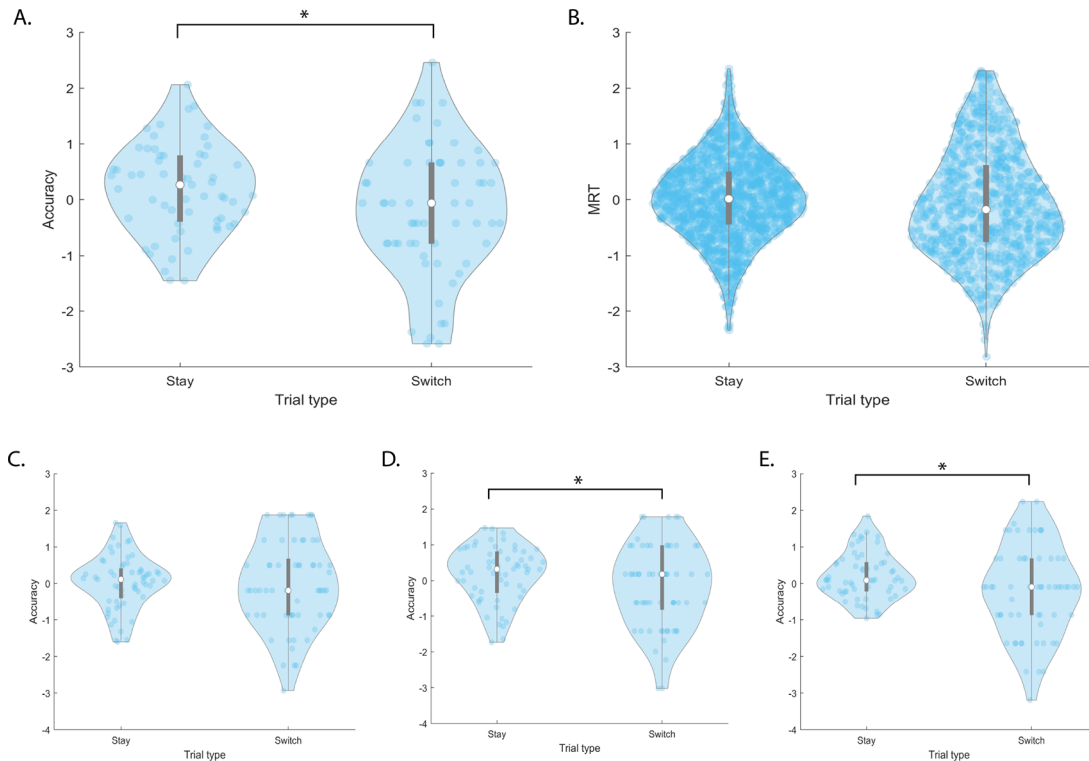 A.
*
3
2
1
0
-1
-2
-3
Accuracy
Stay
Switch
Trial type
B.
3
2
1
0
-1
-2
-3
MRT
Stay
Switch
Trial type
C.
3
2
1
0
-1
-2
-3
-4
Accuracy
Stay
Switch
Trial type
D.
*
3
2
1
0
-1
-2
-3
-4
Accuracy
Stay
Switch
Trial type
E.
*
3
2
1
0
-1
-2
-3
-4
Accuracy
Stay
Switch
Trial type